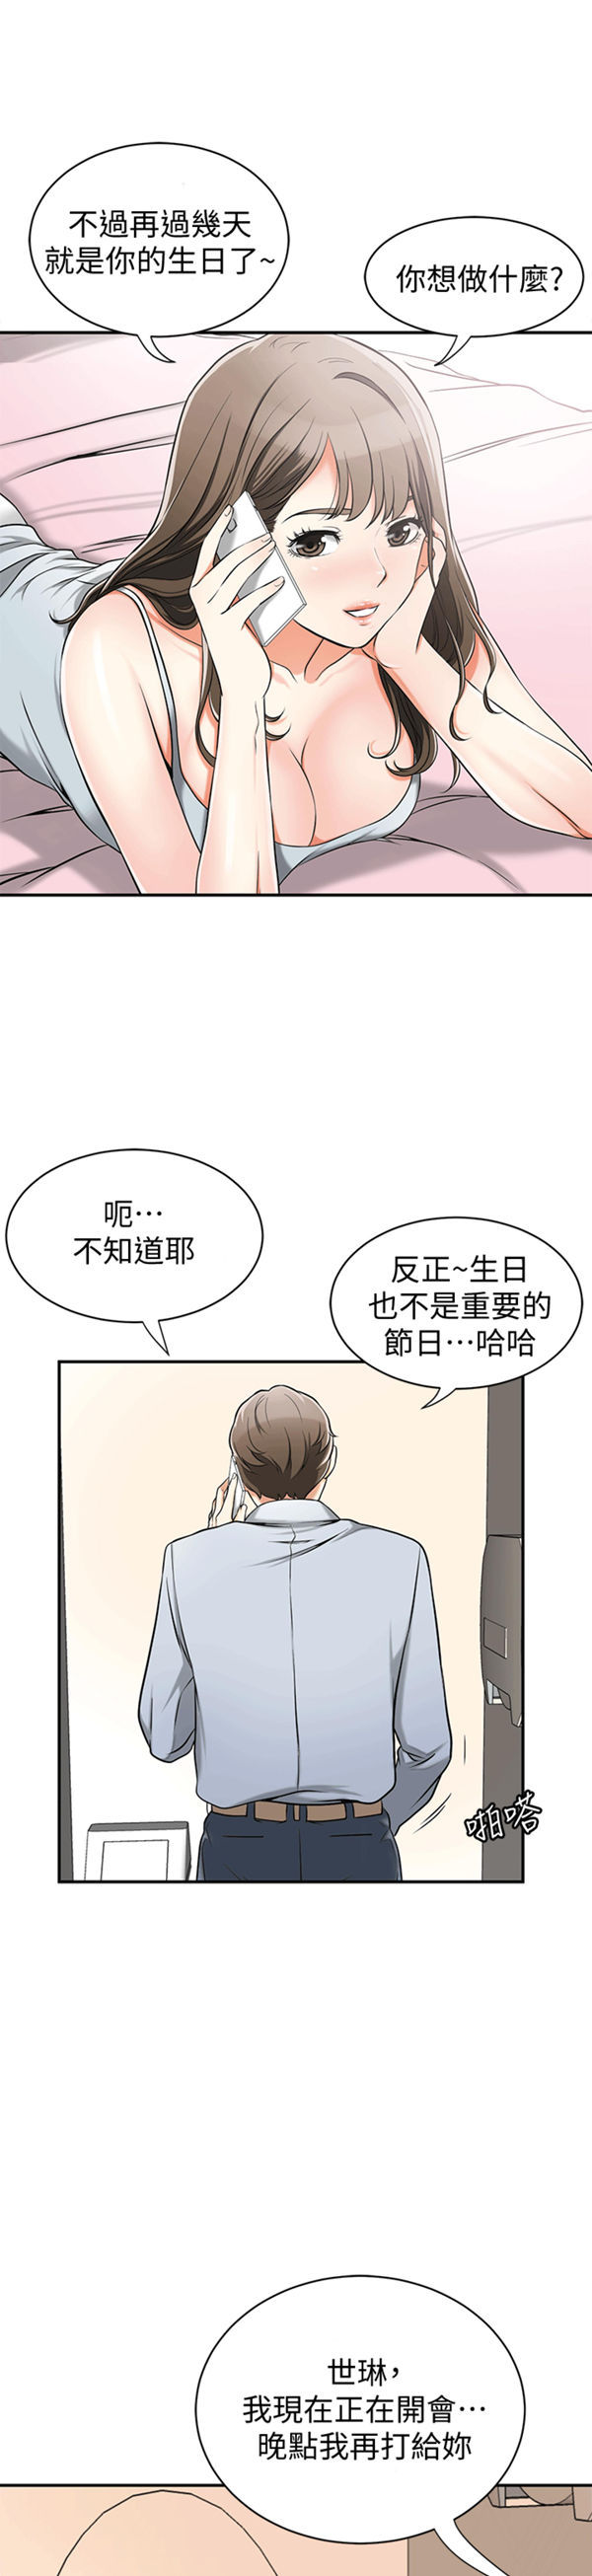 不過再過幾天
就是你的生日了~
你想做什麼?
呃…
不知道耶
反正~生日
也不是重要的
節日…哈哈
啪嗒
世琳,
我現在正在開會…
晚點我再打給妳